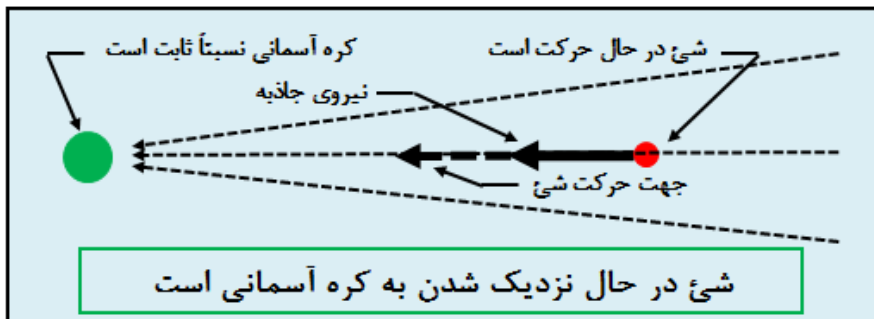 شئ در حال حرکت است
کره آسمانی نسبتاً ثابت است
نیروی جاذبه
جهت حرکت شئ
شئ در حال نزدیک شدن به کره آسمانی است